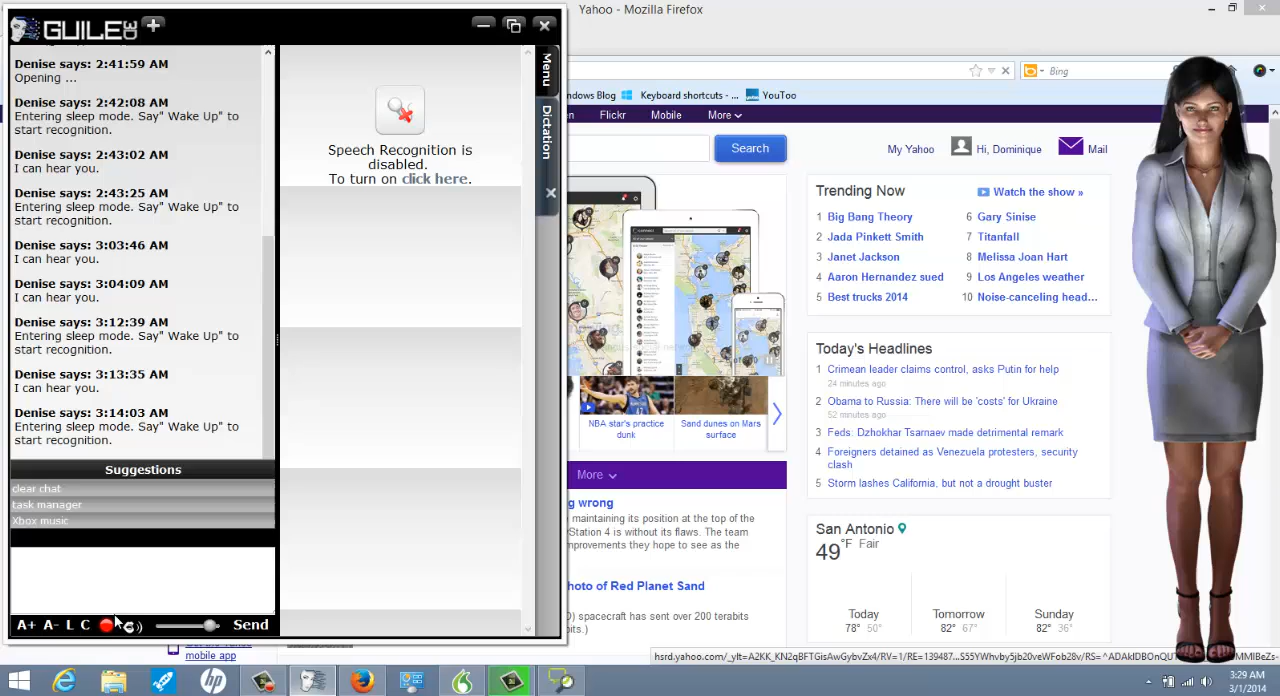 GUILE 3D
Denise says: 2:41:59 AM
Opening ...
Denise says: 2:42:08 AM
Entering sleep mode. Say" Wake Up" to
start recognition.
Denise says: 2:43:02 AM
I can hear you.
Denise says: 2:43:25 AM
Entering sleep mode. Say" Wake Up" to
start recognition.
Denise says: 3:03:46 AM
I can hear you.
Denise says: 3:04:09 AM
I can hear you.
Denise says: 3:12:39 AM
Entering sleep mode. Say" Wake Up" to
start recognition.
Denise says: 3:13:35 AM
I can hear you.
Denise says: 3:14:03 AM
Entering sleep mode. Say" Wake Up" to
start recognition.
Suggestions
clear chat
task manager
Xbox music
A+ A- L C Send
Speech Recognition is
disabled.
To turn on click here.
Menu
Dictation
Yahoo - Mozilla Firefox
Bing
ndows Blog Keyboard shortcuts - ... YouToo
en Flickr Mobile More
Search
My Yahoo Hi, Dominique Mail
Trending Now Watch the show »
1 Big Bang Theory
2 Jada Pinkett Smith
3 Janet Jackson
4 Aaron Hernandez sued
5 Best trucks 2014
6 Gary Sinise
7 Titanfall
8 Melissa Joan Hart
9 Los Angeles weather
10 Noise-canceling head...
NBA star's practice
dunk
Sand dunes on Mars
surface
More
g wrong
maintaining its position at the top of the
yStation 4 is without its flaws. The team
mprovements they hope to see as the
hoto of Red Planet Sand
) spacecraft has sent over 200 terabits
bits.)
Today's Headlines
1 Crimean leader claims control, asks Putin for help
24 minutes ago
2 Obama to Russia: There will be 'costs' for Ukraine
52 minutes ago
3 Feds: Dzhokhar Tsarnaev made detrimental remark
4 Foreigners detained as Venezuela protesters, security
clash
5 Storm lashes California, but not a drought buster
San Antonio
49 °F Fair
Today Tomorrow Sunday
78° 50° 82° 67° 82° 36°
mobile app
3:29 AM
3/1/2014